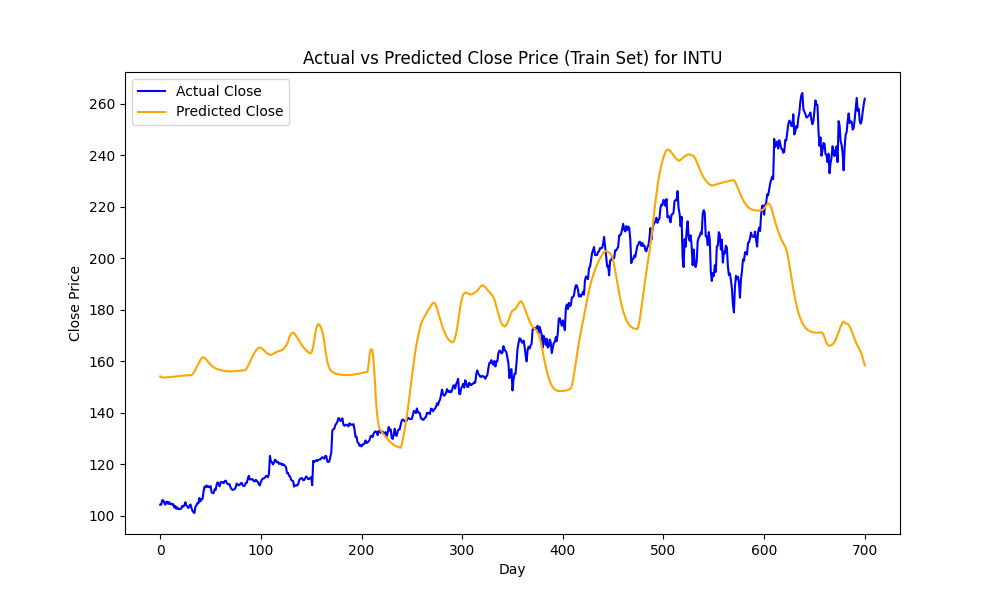 Actual vs Predicted Close Price (Train Set) for INTU
Actual Close
Predicted Close
Close Price
260
240
220
200
180
160
140
120
100
0 100 200 300 400 500 600 700
Day